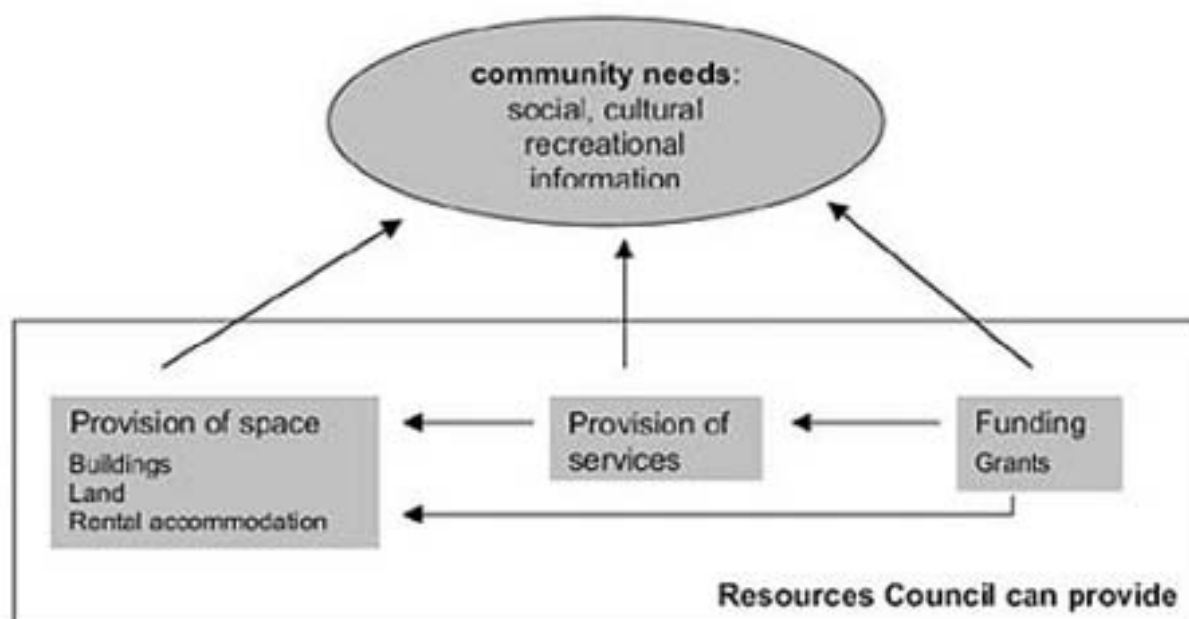 community needs:
social, cultural
recreational
information
Provision of space
Buildings
Land
Rental accommodation
Provision of
services
Funding
Grants
Resources Council can provide